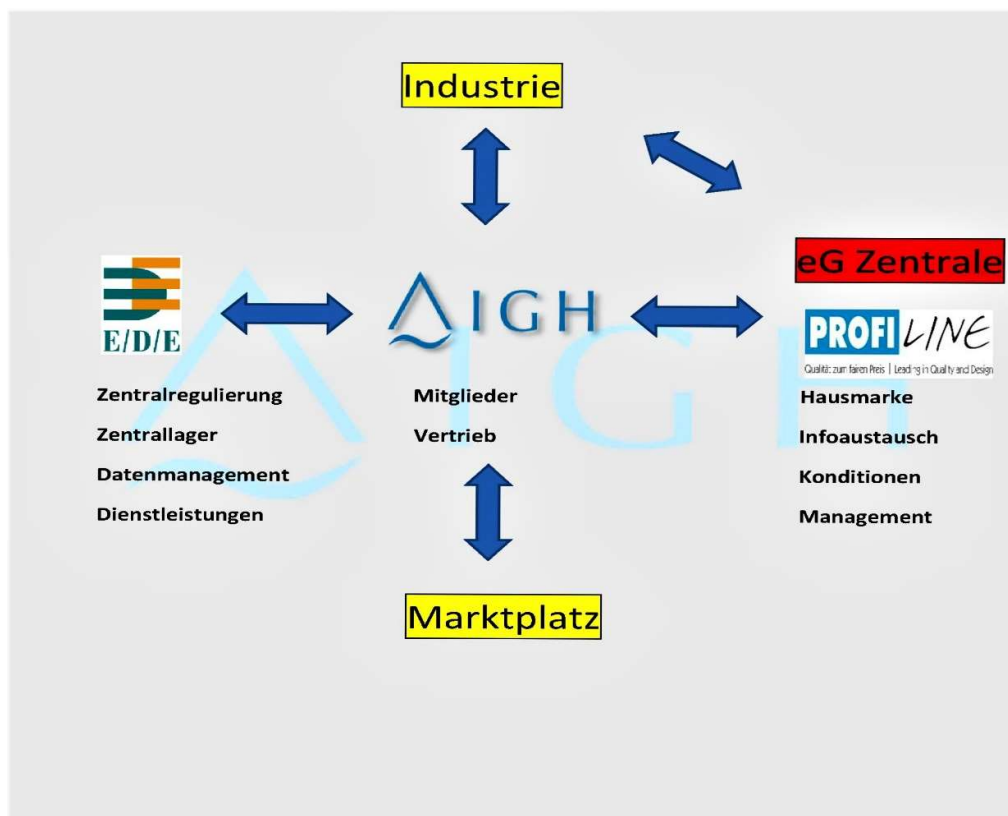 Industrie
eG Zentrale
E/D/E
IGH
PROFI LINE
Qualität zum fairen Preis | Leading in Quality and Design
Zentralregulierung
Zentrallager
Datenmanagement
Dienstleistungen
Mitglieder
Vertrieb
Hausmarke
Infoaustausch
Konditionen
Management
Marktplatz
IGH